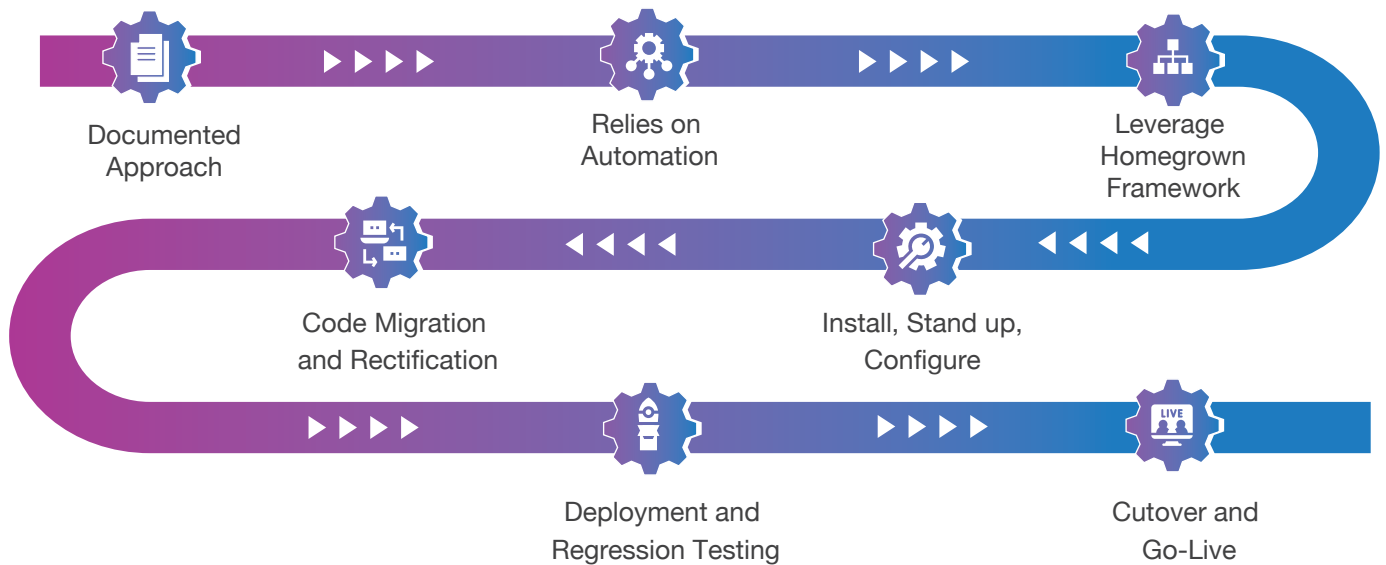 Documented
Approach
Relies on
Automation
Leverage
Homegrown
Framework
Install, Stand up,
Configure
Code Migration
and Rectification
Deployment and
Regression Testing
LIVE
Cutover and
Go-Live